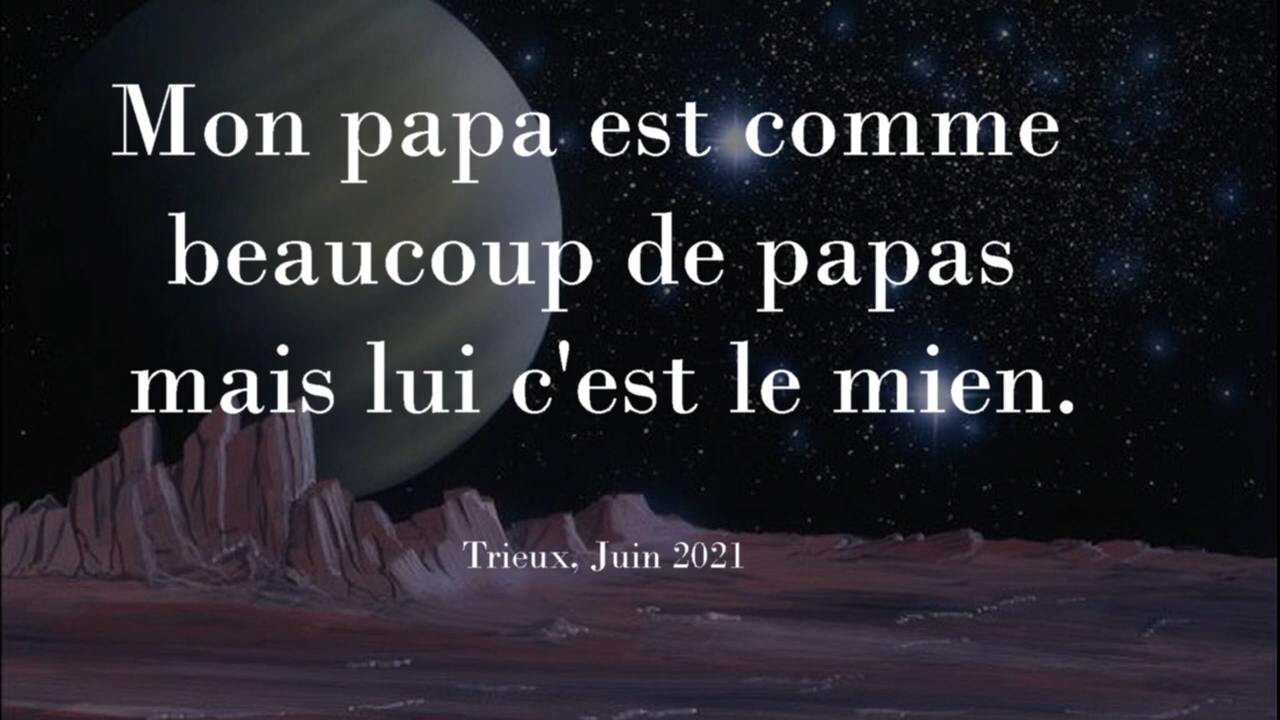 Mon papa est comme
beaucoup de papas
mais lui c'est le mien.
Trieux, Juin 2021